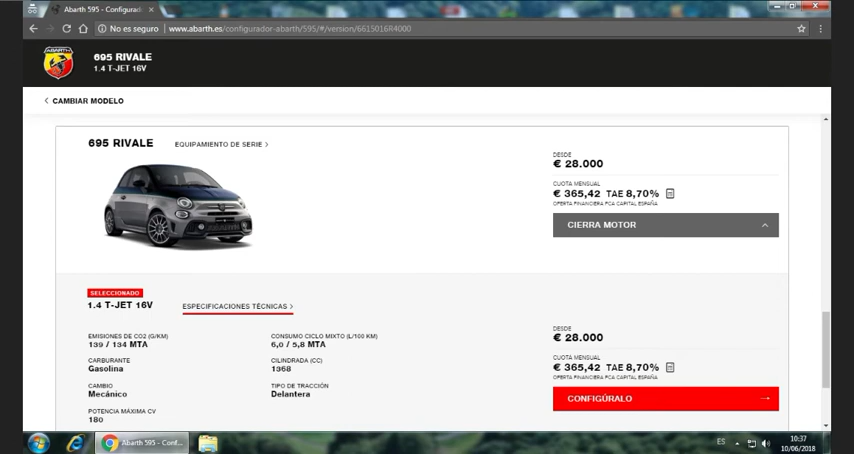 Abarth 595 - Configurad
No es seguro | www.abarth.es/configurador-abarth/595/#/version/6615016R4000
ABARTH
695 RIVALE
1.4 T-JET 16V
CAMBIAR MODELO
695 RIVALE
EQUIPAMIENTO DE SERIE
DESDE
€ 28.000
CUOTA MENSUAL
€ 365,42 TAE 8,70%
OFERTA FINANCIERA FCA CAPITAL ESPAÑA
CIERRA MOTOR
SELECCIONADO
1.4 T-JET 16V
ESPECIFICACIONES TÉCNICAS
EMISIONES DE CO2 (G/KM)
139 / 134 MTA
CONSUMO CICLO MIXTO (L/100 KM)
6,0 / 5,8 MTA
CARBURANTE
Gasolina
CILINDRADA (CC)
1368
CAMBIO
Mecánico
TIPO DE TRACCIÓN
Delantera
POTENCIA MÁXIMA CV
180
DESDE
€ 28.000
CUOTA MENSUAL
€ 365,42 TAE 8,70%
OFERTA FINANCIERA FCA CAPITAL ESPAÑA
CONFIGÚRALO
Abarth 595 - Conf...
ES
10:37
10/06/2018